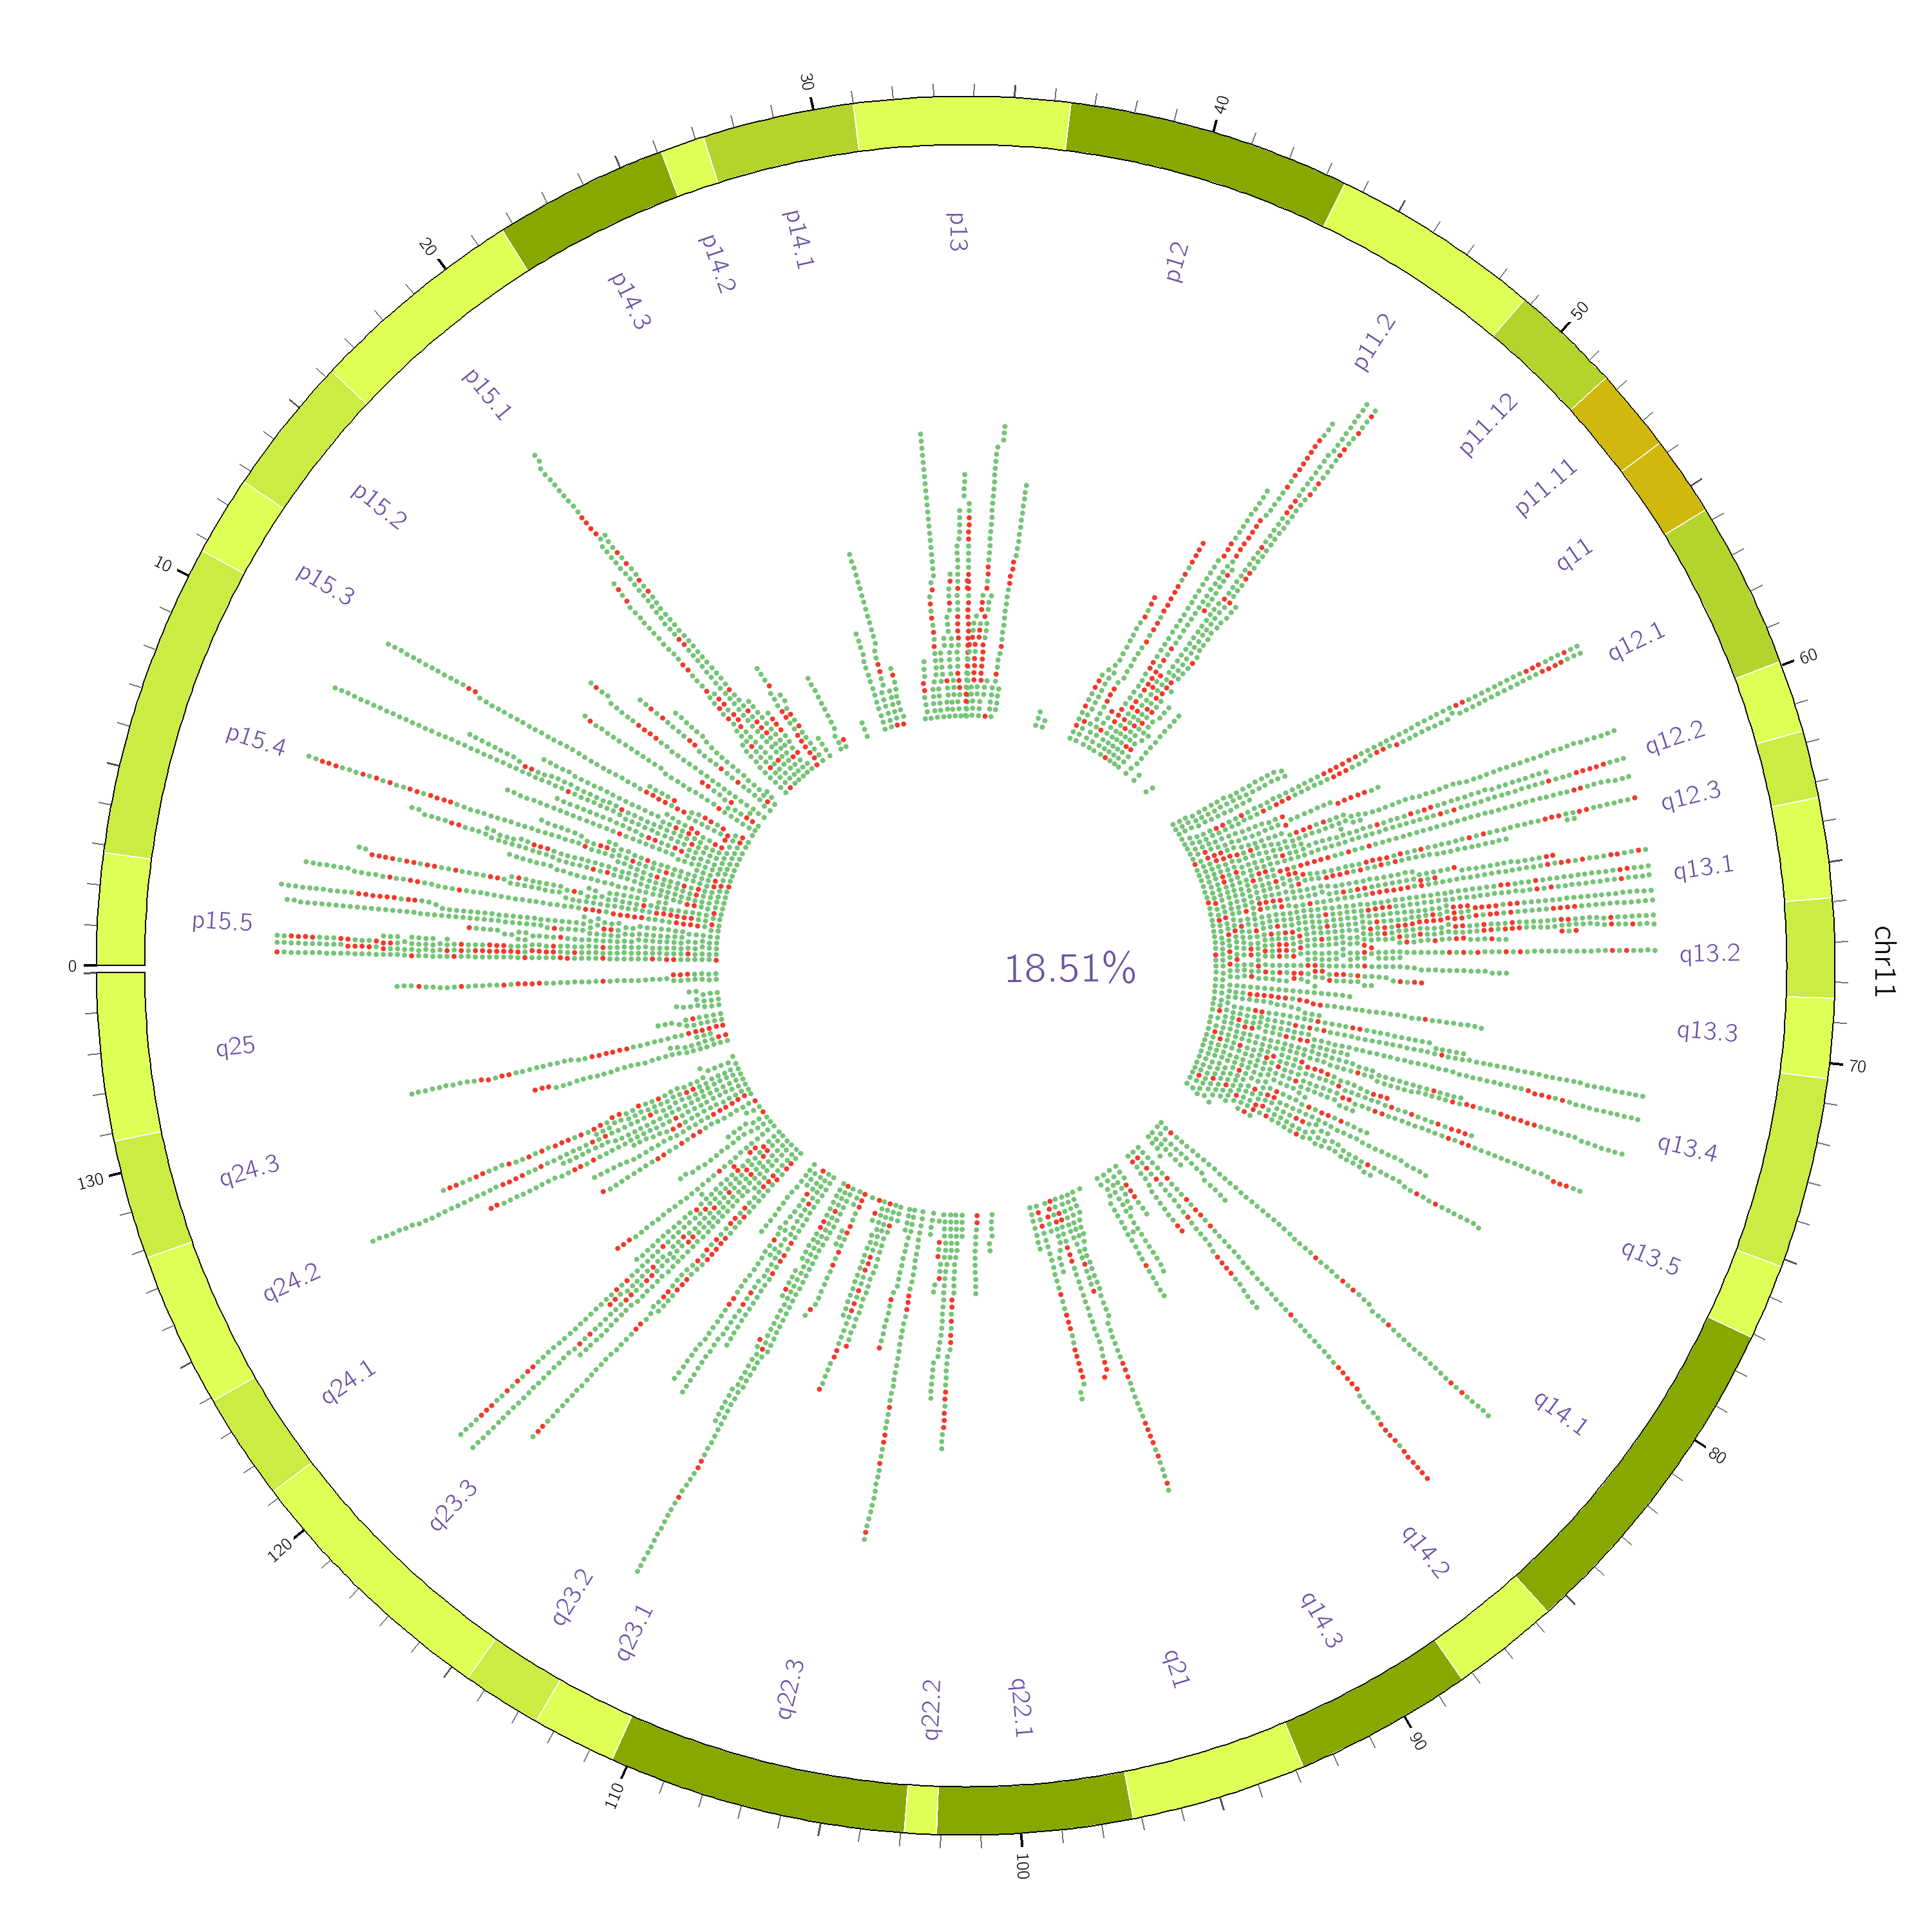 0
10
20
30
40
50
60
70
80
90
100
110
120
130
chr11
p15.5
p15.4
p15.3
p15.2
p15.1
p14.3
p14.2
p14.1
p13
p12
p11.2
p11.12
p11.11
q11
q12.1
q12.2
q12.3
q13.1
q13.2
q13.3
q13.4
q13.5
q14.1
q14.2
q14.3
q21
q22.1
q22.2
q22.3
q23.1
q23.2
q23.3
q24.1
q24.2
q24.3
q25
18.51%